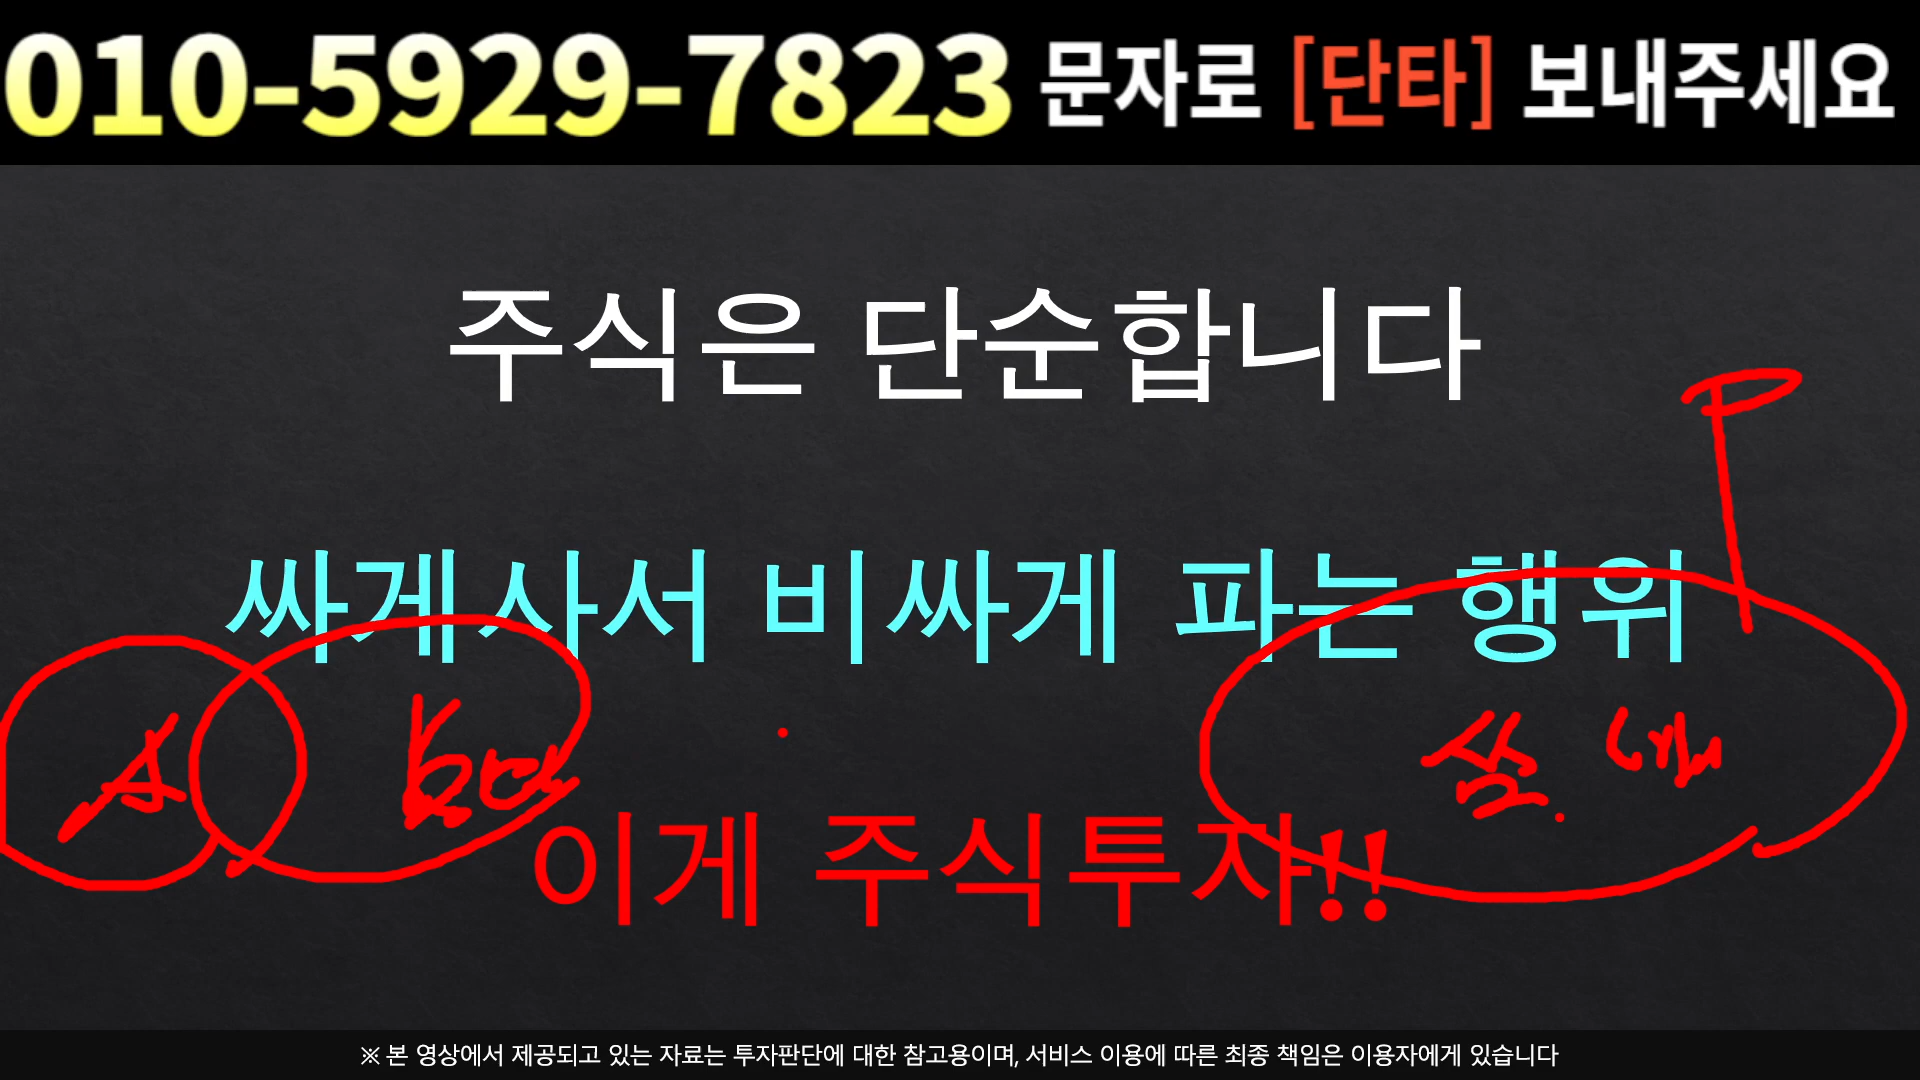 010-5929-7823 문자로 [단타] 보내주세요
주식은 단순합니다
싸게사서 비싸게 파는 행위
이게 주식투자!!
※ 본 영상에서 제공되고 있는 자료는 투자판단에 대한 참고용이며, 서비스 이용에 따른 최종 책임은 이용자에게 있습니다